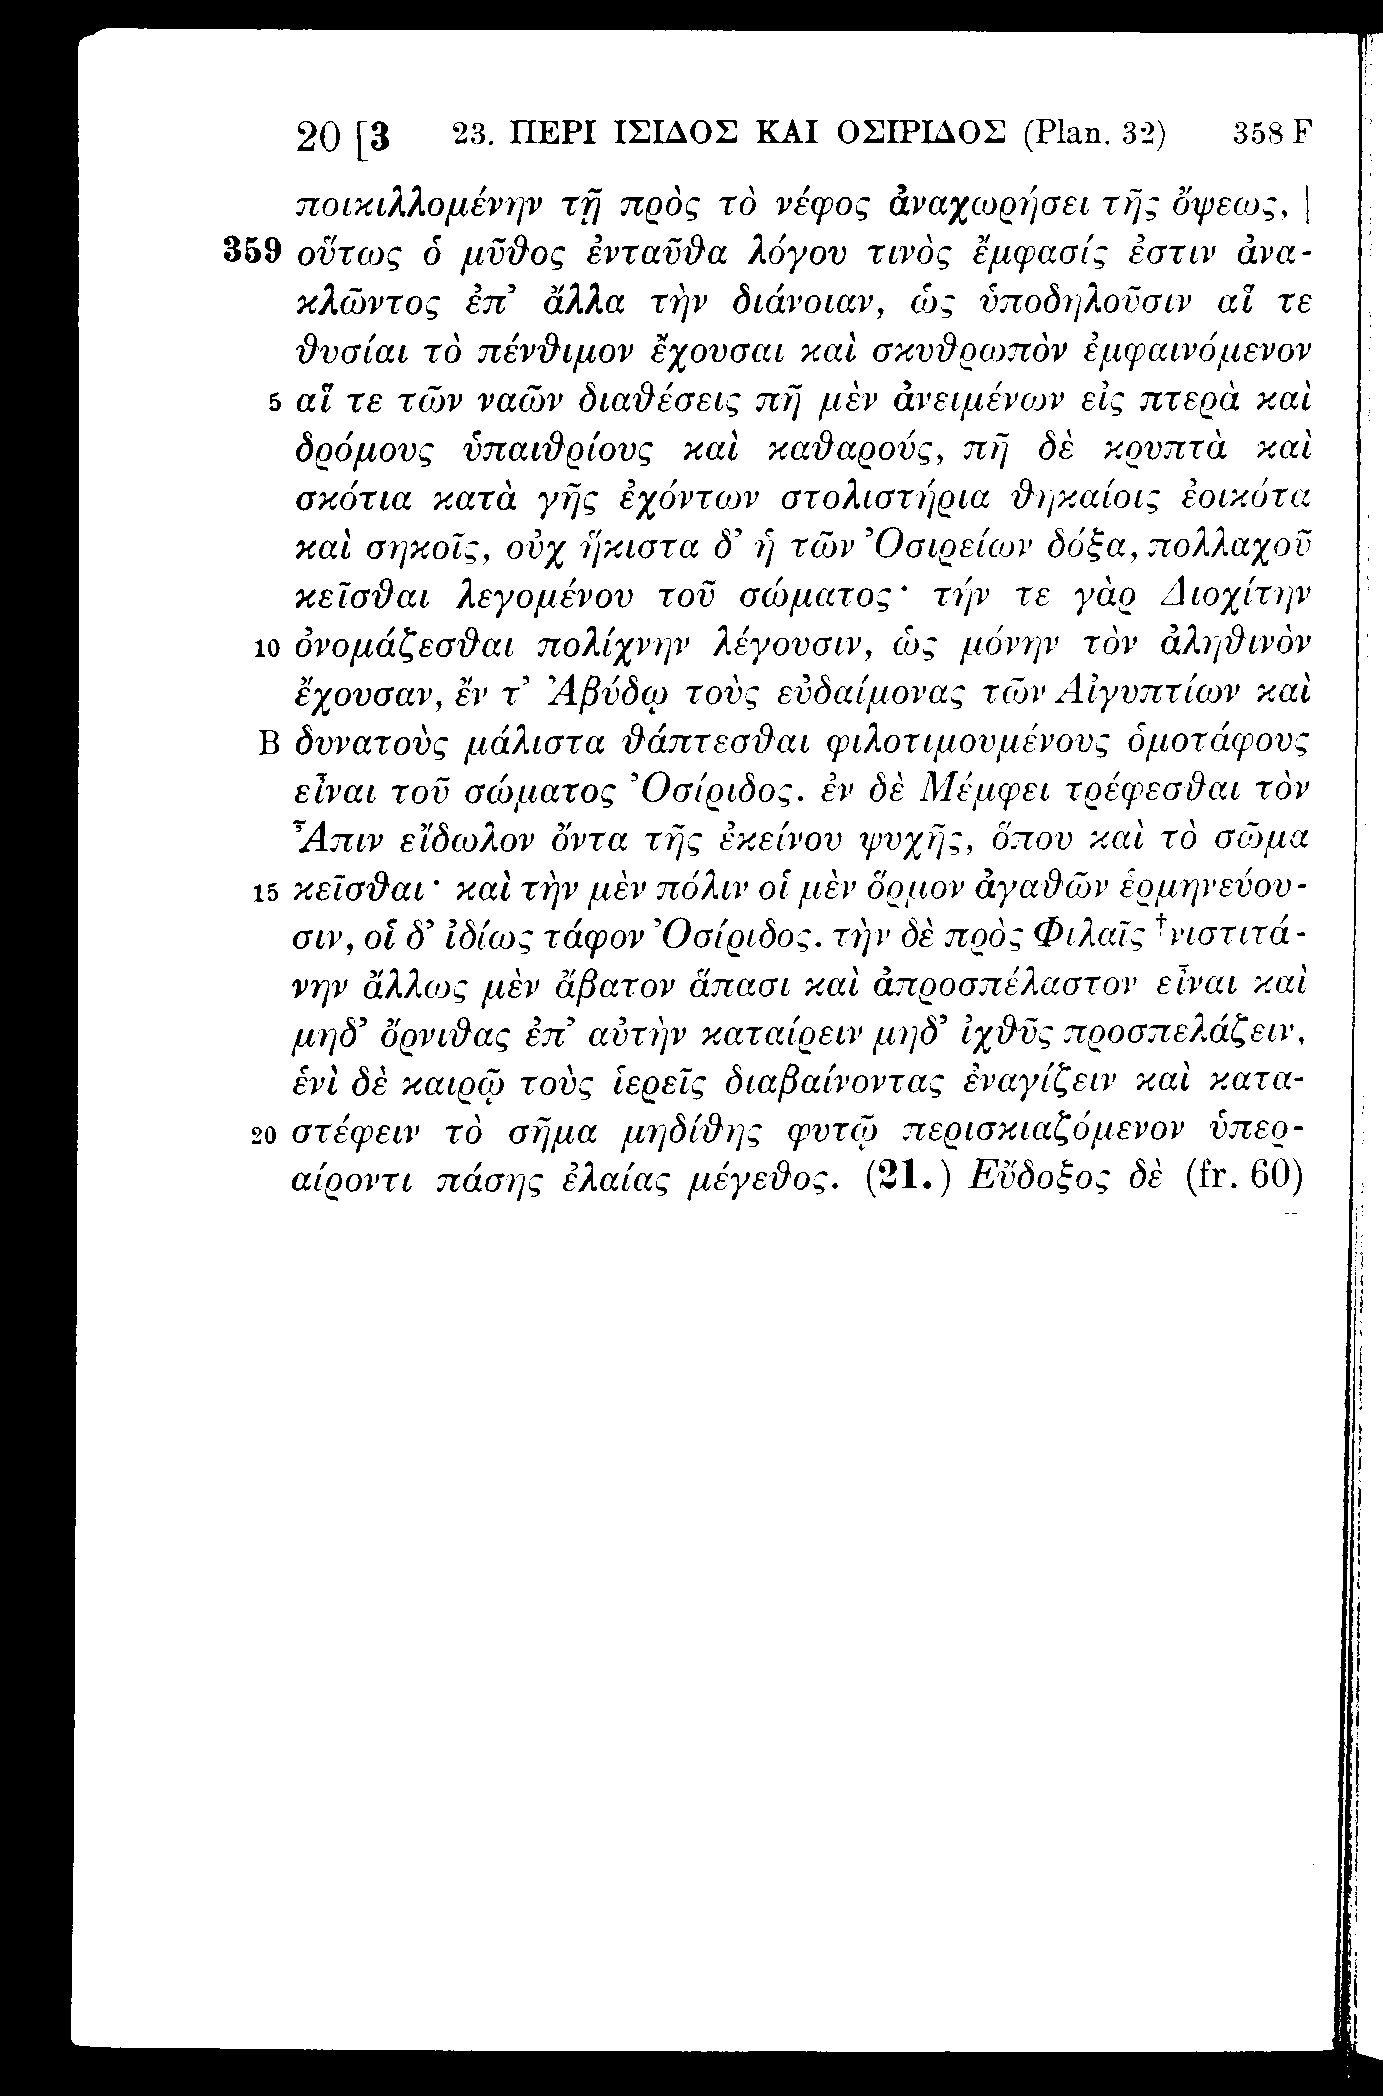 20 [3 23. ΠΕΡΙ ΙΣΙΔΟΣ ΚΑΙ ΟΣΙΡΙΔΟΣ (Plan. 32) 358 F
ποικιλλομένην τῇ πρὸς τὸ νέφος ἀναχωρήσει τῆς ὄψεως, |
359 οὕτως ὁ μῦθος ἐνταῦθα λόγου τινὸς ἔμφασίς ἐστιν ἀνα-
κλῶντος ἐπ’ ἄλλα τὴν διάνοιαν, ὡς ὑποδηλοῦσιν αἵ τε
θυσίαι τὸ πένθιμον ἔχουσαι καὶ σκυθρωπὸν ἐμφαινόμενον
5 αἵ τε τῶν ναῶν διαθέσεις πῆ μὲν ἀνειμένων εἰς πτερὰ καὶ
δρόμους ὑπαιθρίους καὶ καθαρούς, πῆ δὲ κρυπτὰ καὶ
σκότια κατὰ γῆς ἐχόντων στολιστήρια θηκαίοις ἐοικότα
καὶ σηκοῖς, οὐχ ἥκιστα δ’ ἡ τῶν Ὀσιρείων δόξα, πολλαχοῦ
κεῖσθαι λεγομένου τοῦ σώματος· τήν τε γὰρ Διοχίτην
10 ὀνομάζεσθαι πολίχνην λέγουσιν, ὡς μόνην τὸν ἀληθινὸν
ἔχουσαν, ἔν τ’ Ἀβύδῳ τοὺς εὐδαίμονας τῶν Αἰγυπτίων καὶ
B δυνατοὺς μάλιστα θάπτεσθαι φιλοτιμουμένους ὁμοτάφους
εἶναι τοῦ σώματος Ὀσίριδος. ἐν δὲ Μέμφει τρέφεσθαι τὸν
Ἆπιν εἴδωλον ὄντα τῆς ἐκείνου ψυχῆς, ὅπου καὶ τὸ σῶμα
15 κεῖσθαι· καὶ τὴν μὲν πόλιν οἱ μὲν ὅρμον ἀγαθῶν ἑρμηνεύου-
σιν, οἱ δ’ ἰδίως τάφον Ὀσίριδος. τὴν δὲ πρὸς Φιλαῖς †νιστιτά-
νην ἄλλως μὲν ἄβατον ἅπασι καὶ ἀπροσπέλαστον εἶναι καὶ
μηδ’ ὄρνιθας ἐπ’ αὐτὴν καταίρειν μηδ’ ἰχθῦς προσπελάζειν,
ἑνὶ δὲ καιρῷ τοὺς ἱερεῖς διαβαίνοντας ἐναγίζειν καὶ κατα-
20 στέφειν τὸ σῆμα μηδίθης φυτῷ περισκιαζόμενον ὑπερ-
αίροντι πάσης ἐλαίας μέγεθος. (21.) Εὔδοξος δὲ (fr. 60)